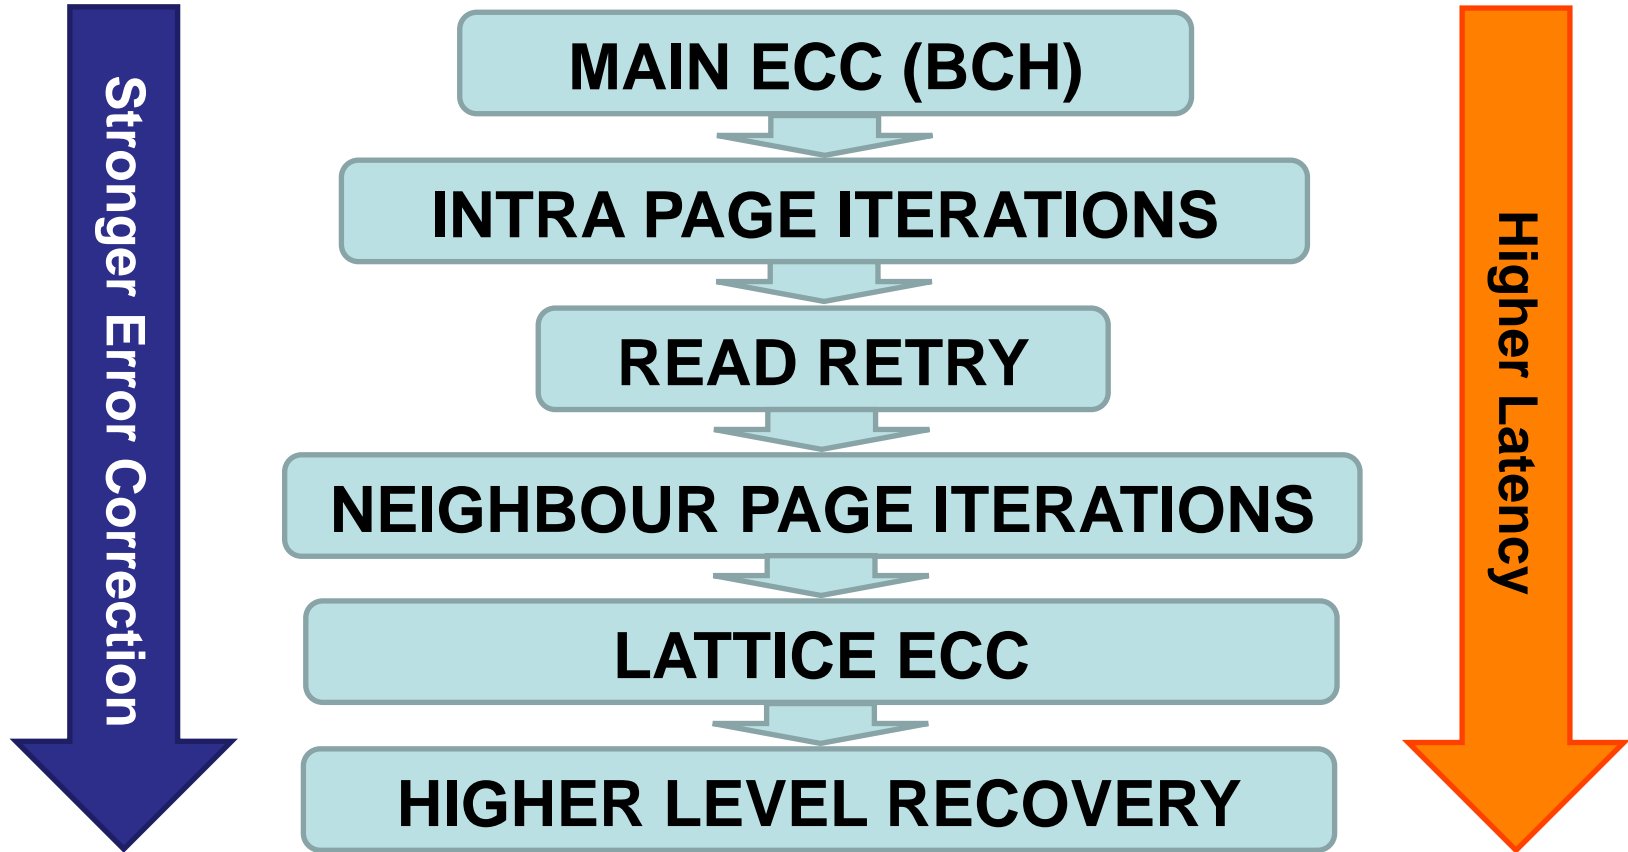 Stronger Error Correction
MAIN ECC (BCH)
INTRA PAGE ITERATIONS
READ RETRY
NEIGHBOUR PAGE ITERATIONS
LATTICE ECC
HIGHER LEVEL RECOVERY
Higher Latency